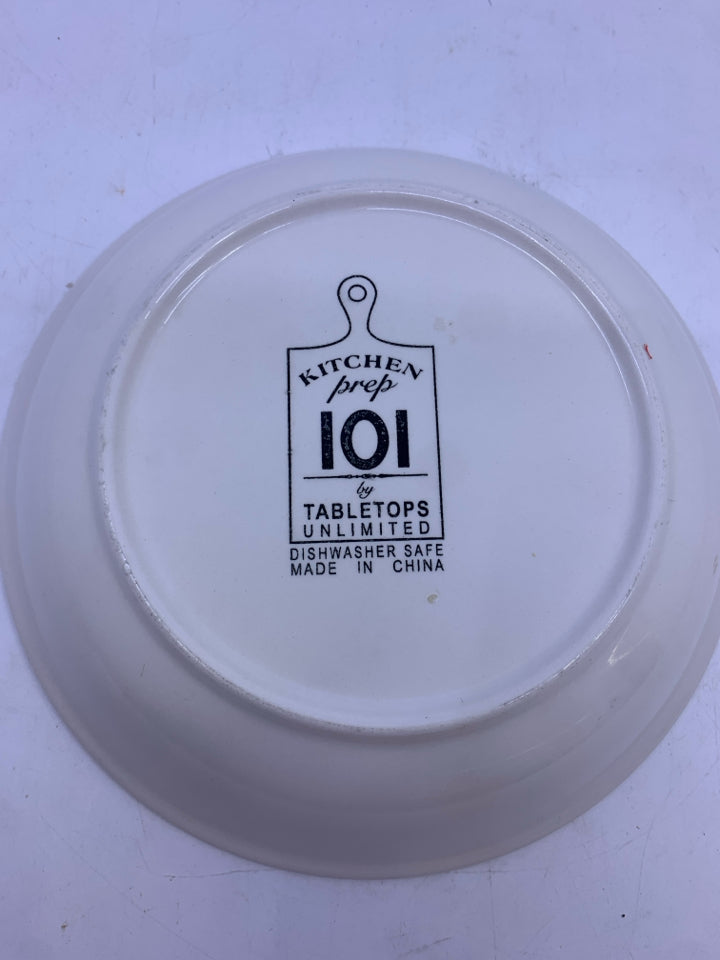 KITCHEN
prep
101
by
TABLETOPS
UNLIMITED
DISHWASHER SAFE
MADE IN CHINA